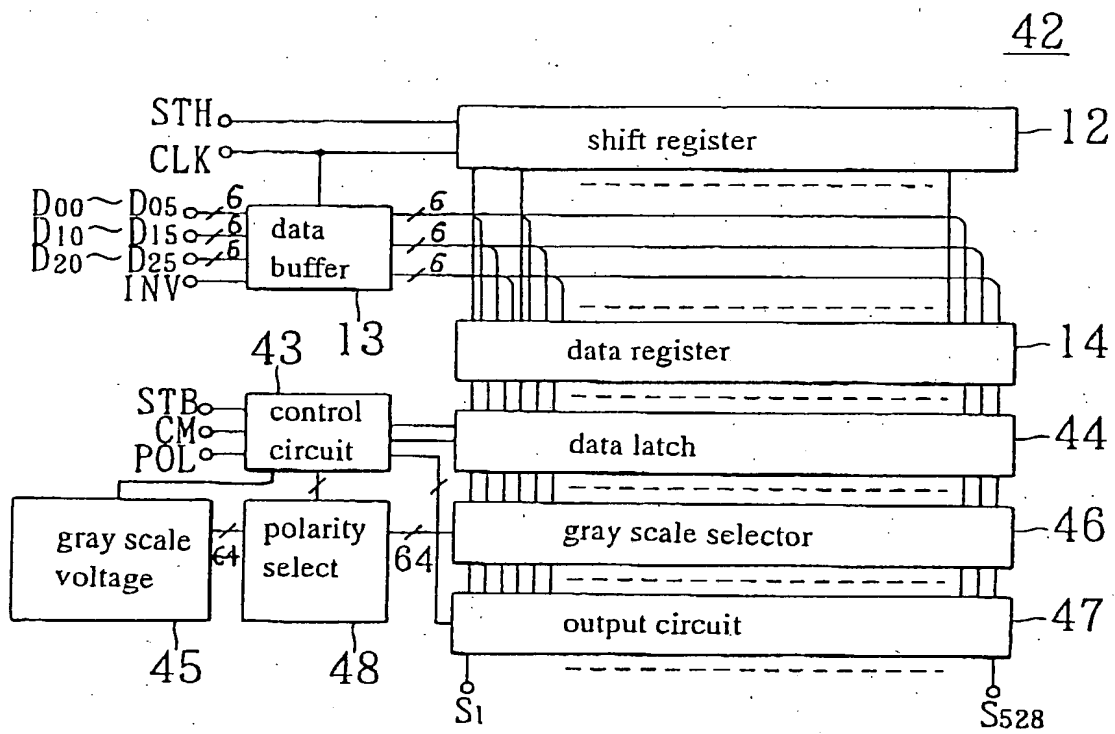 42
STH
shift register
12
CLK
D00~D05 6
D10~D15 6
D20~D25 6
INV
data
buffer
6
6
6
13
data register
14
43
STB
CM
POL
control
circuit
data latch
44
gray scale
voltage
64
polarity
select
64
gray scale selector
46
45
48
output circuit
47
S1
S528